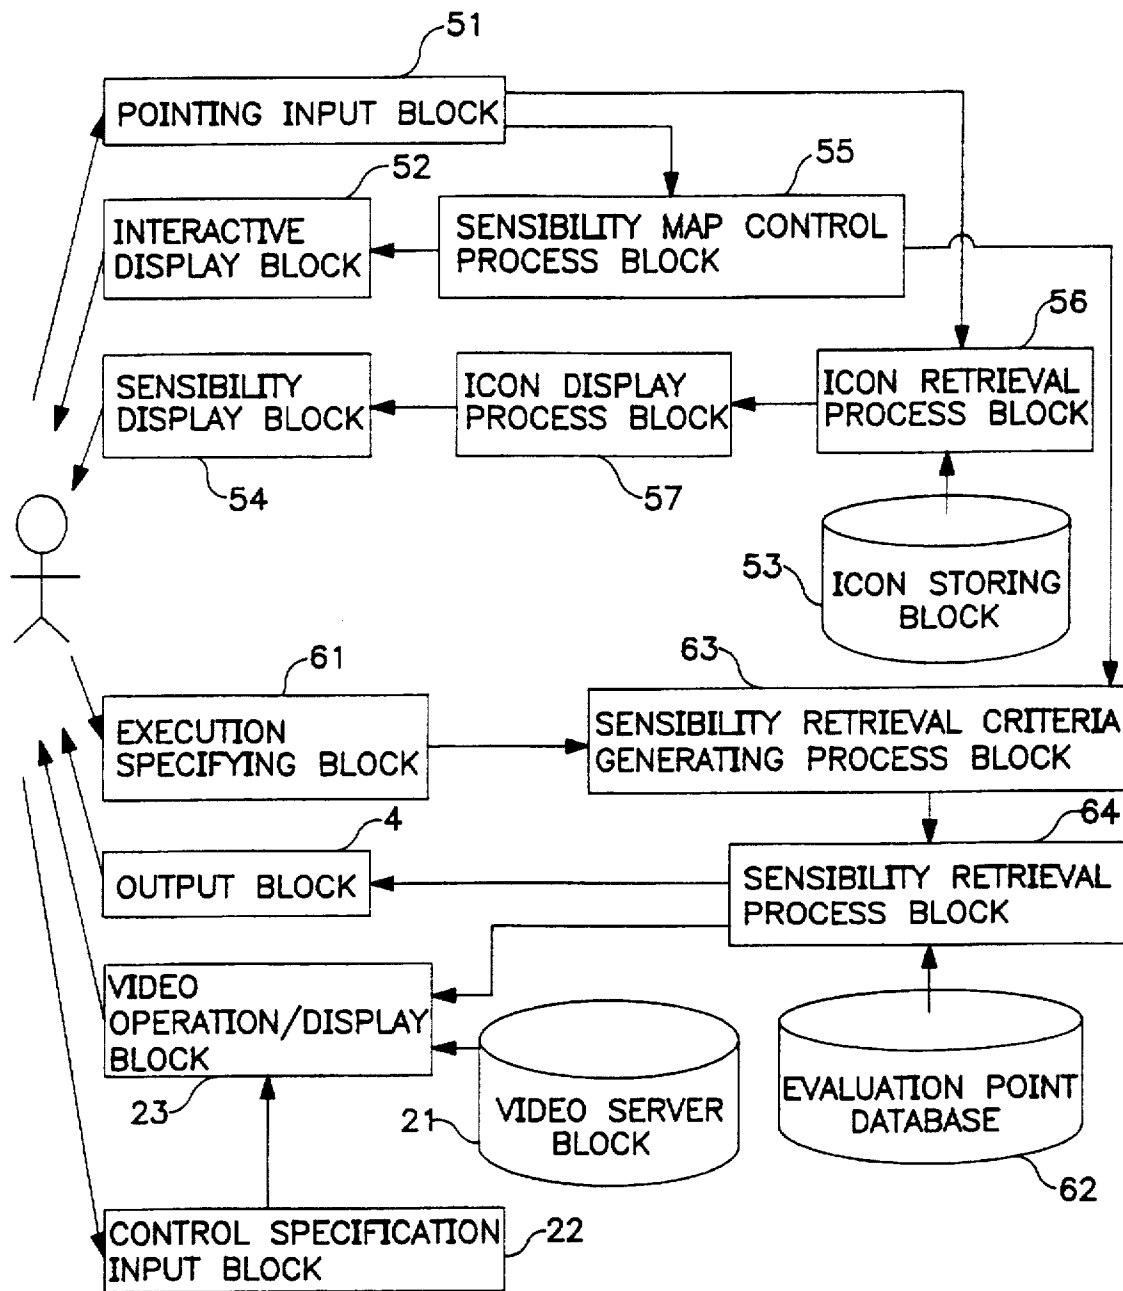 51
POINTING INPUT BLOCK
52
INTERACTIVE
DISPLAY BLOCK
55
SENSIBILITY MAP CONTROL
PROCESS BLOCK
56
SENSIBILITY
DISPLAY BLOCK
54
ICON DISPLAY
PROCESS BLOCK
57
ICON RETRIEVAL
PROCESS BLOCK
53
ICON STORING
BLOCK
61
EXECUTION
SPECIFYING BLOCK
63
SENSIBILITY RETRIEVAL CRITERIA
GENERATING PROCESS BLOCK
4
OUTPUT BLOCK
64
SENSIBILITY RETRIEVAL
PROCESS BLOCK
VIDEO
OPERATION/DISPLAY
BLOCK
23
21
VIDEO SERVER
BLOCK
EVALUATION POINT
DATABASE
62
CONTROL SPECIFICATION
INPUT BLOCK
22